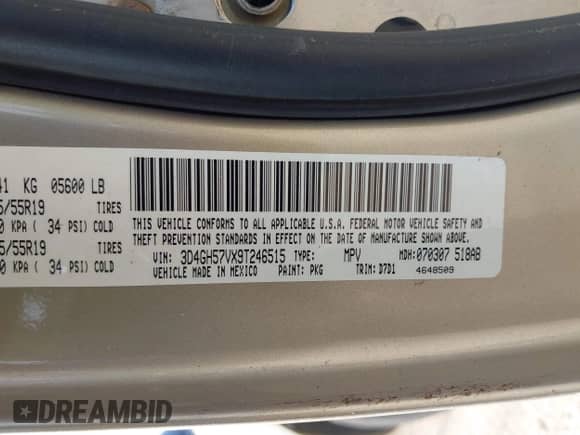 41 KG 05600 LB
5/55R19 TIRES
0 KPA ( 34 PSI) COLD
5/55R19 TIRES
0 KPA ( 34 PSI) COLD
THIS VEHICLE CONFORMS TO ALL APPLICABLE U.S.A. FEDERAL MOTOR VEHICLE SAFETY AND
THEFT PREVENTION STANDARDS IN EFFECT ON THE DATE OF MANUFACTURE SHOWN ABOVE.
VIN: 3D4GH57VX9T246515 TYPE: MPV MDH: 070307 518AB
VEHICLE MADE IN MEXICO PAINT: PKG TRIM: D7D1 4648509
DREAMBID